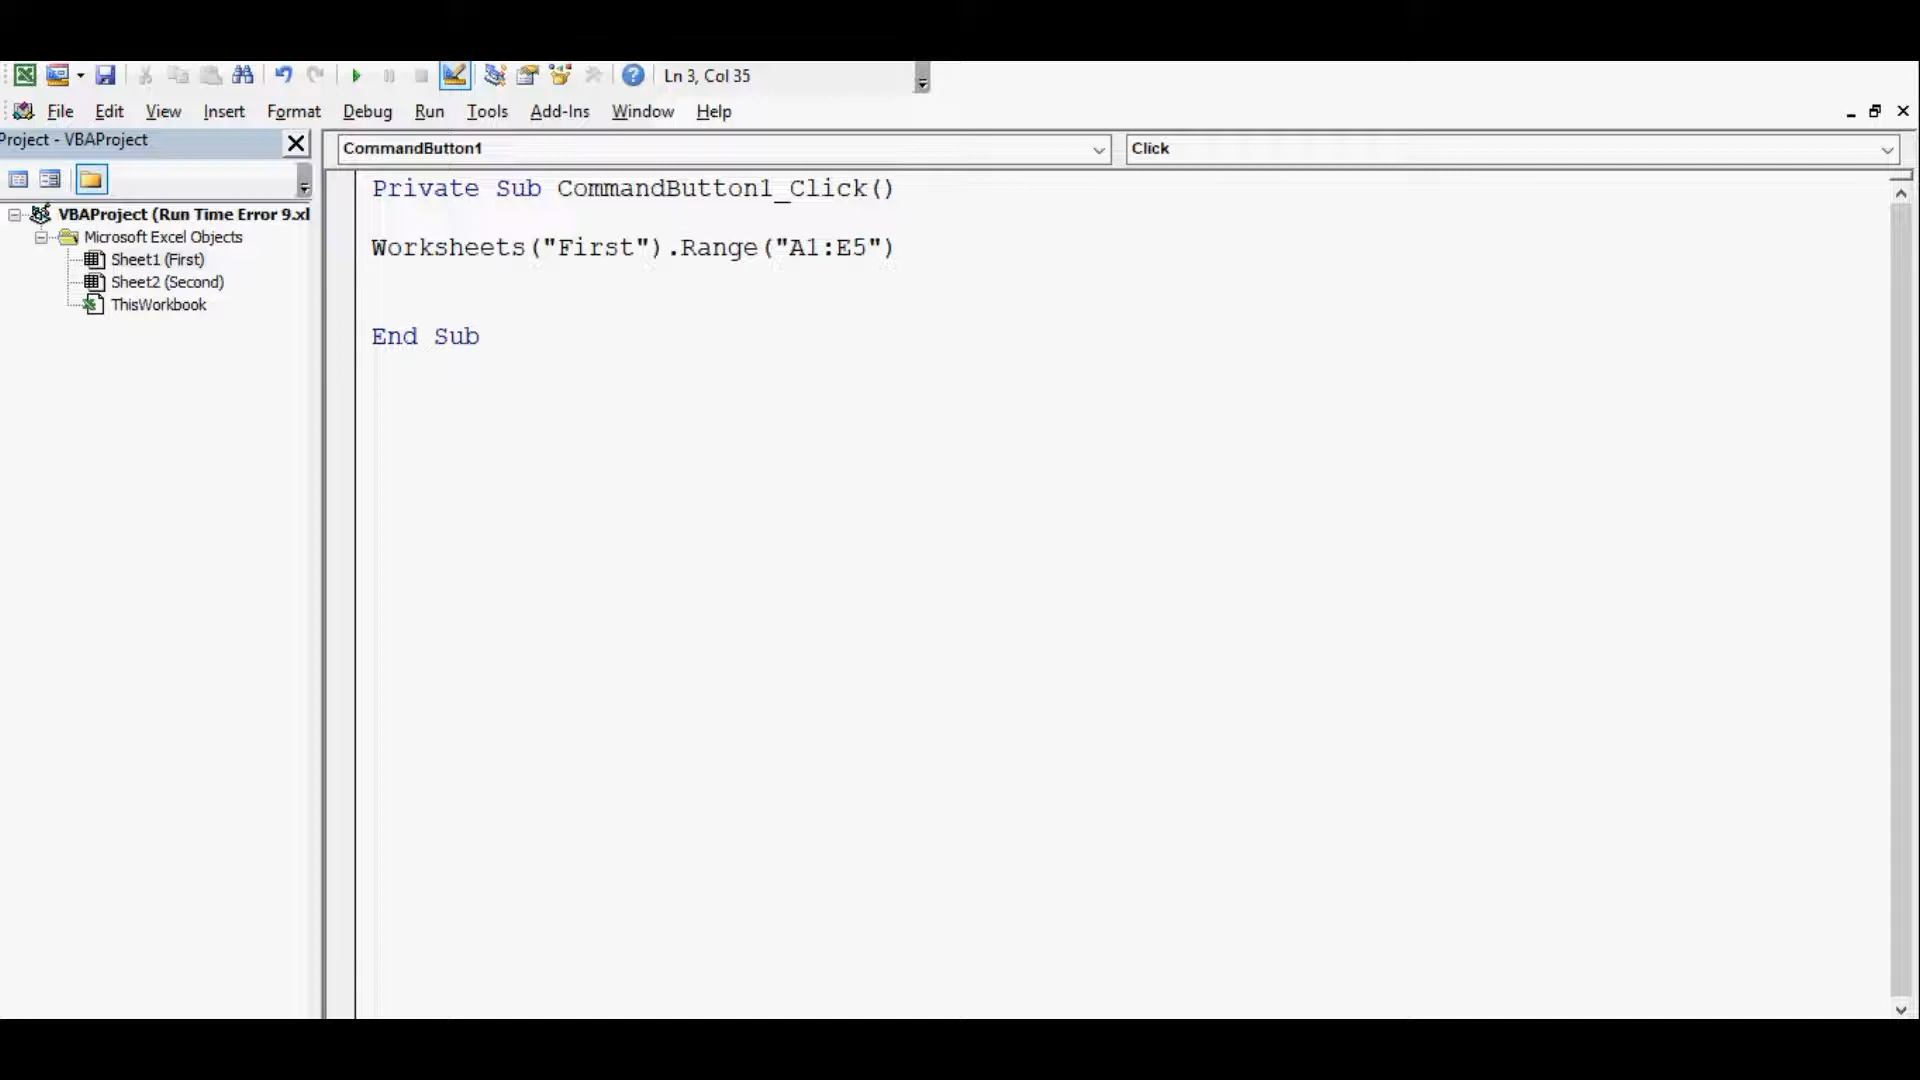 Ln 3, Col 35
File Edit View Insert Format Debug Run Tools Add-Ins Window Help
Project - VBAProject
CommandButton1
Click
VBAProject (Run Time Error 9.xl
Microsoft Excel Objects
Sheet1 (First)
Sheet2 (Second)
ThisWorkbook
Private Sub CommandButton1_Click()
Worksheets("First").Range("A1:E5")
End Sub